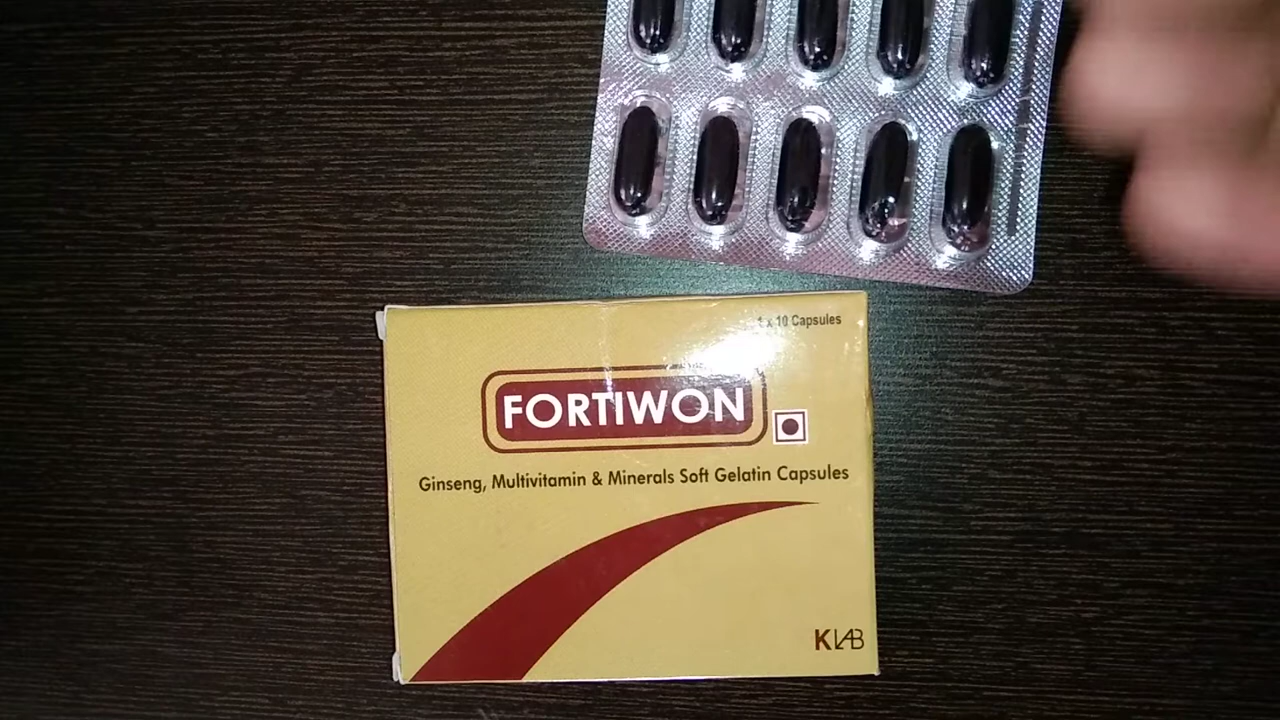 1 x 10 Capsules
FORTIWON
Ginseng, Multivitamin & Minerals Soft Gelatin Capsules
KLAB